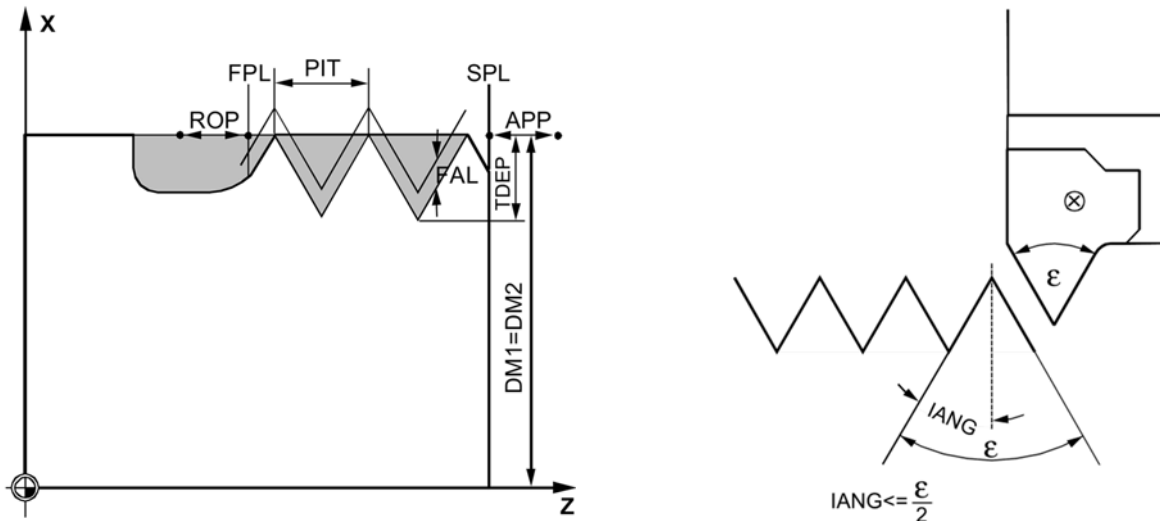 X
FPL
PIT
SPL
ROP
APP
FAL
TDEP
DM1=DM2
Z
ε
IANG
ε
IANG<=ε/2